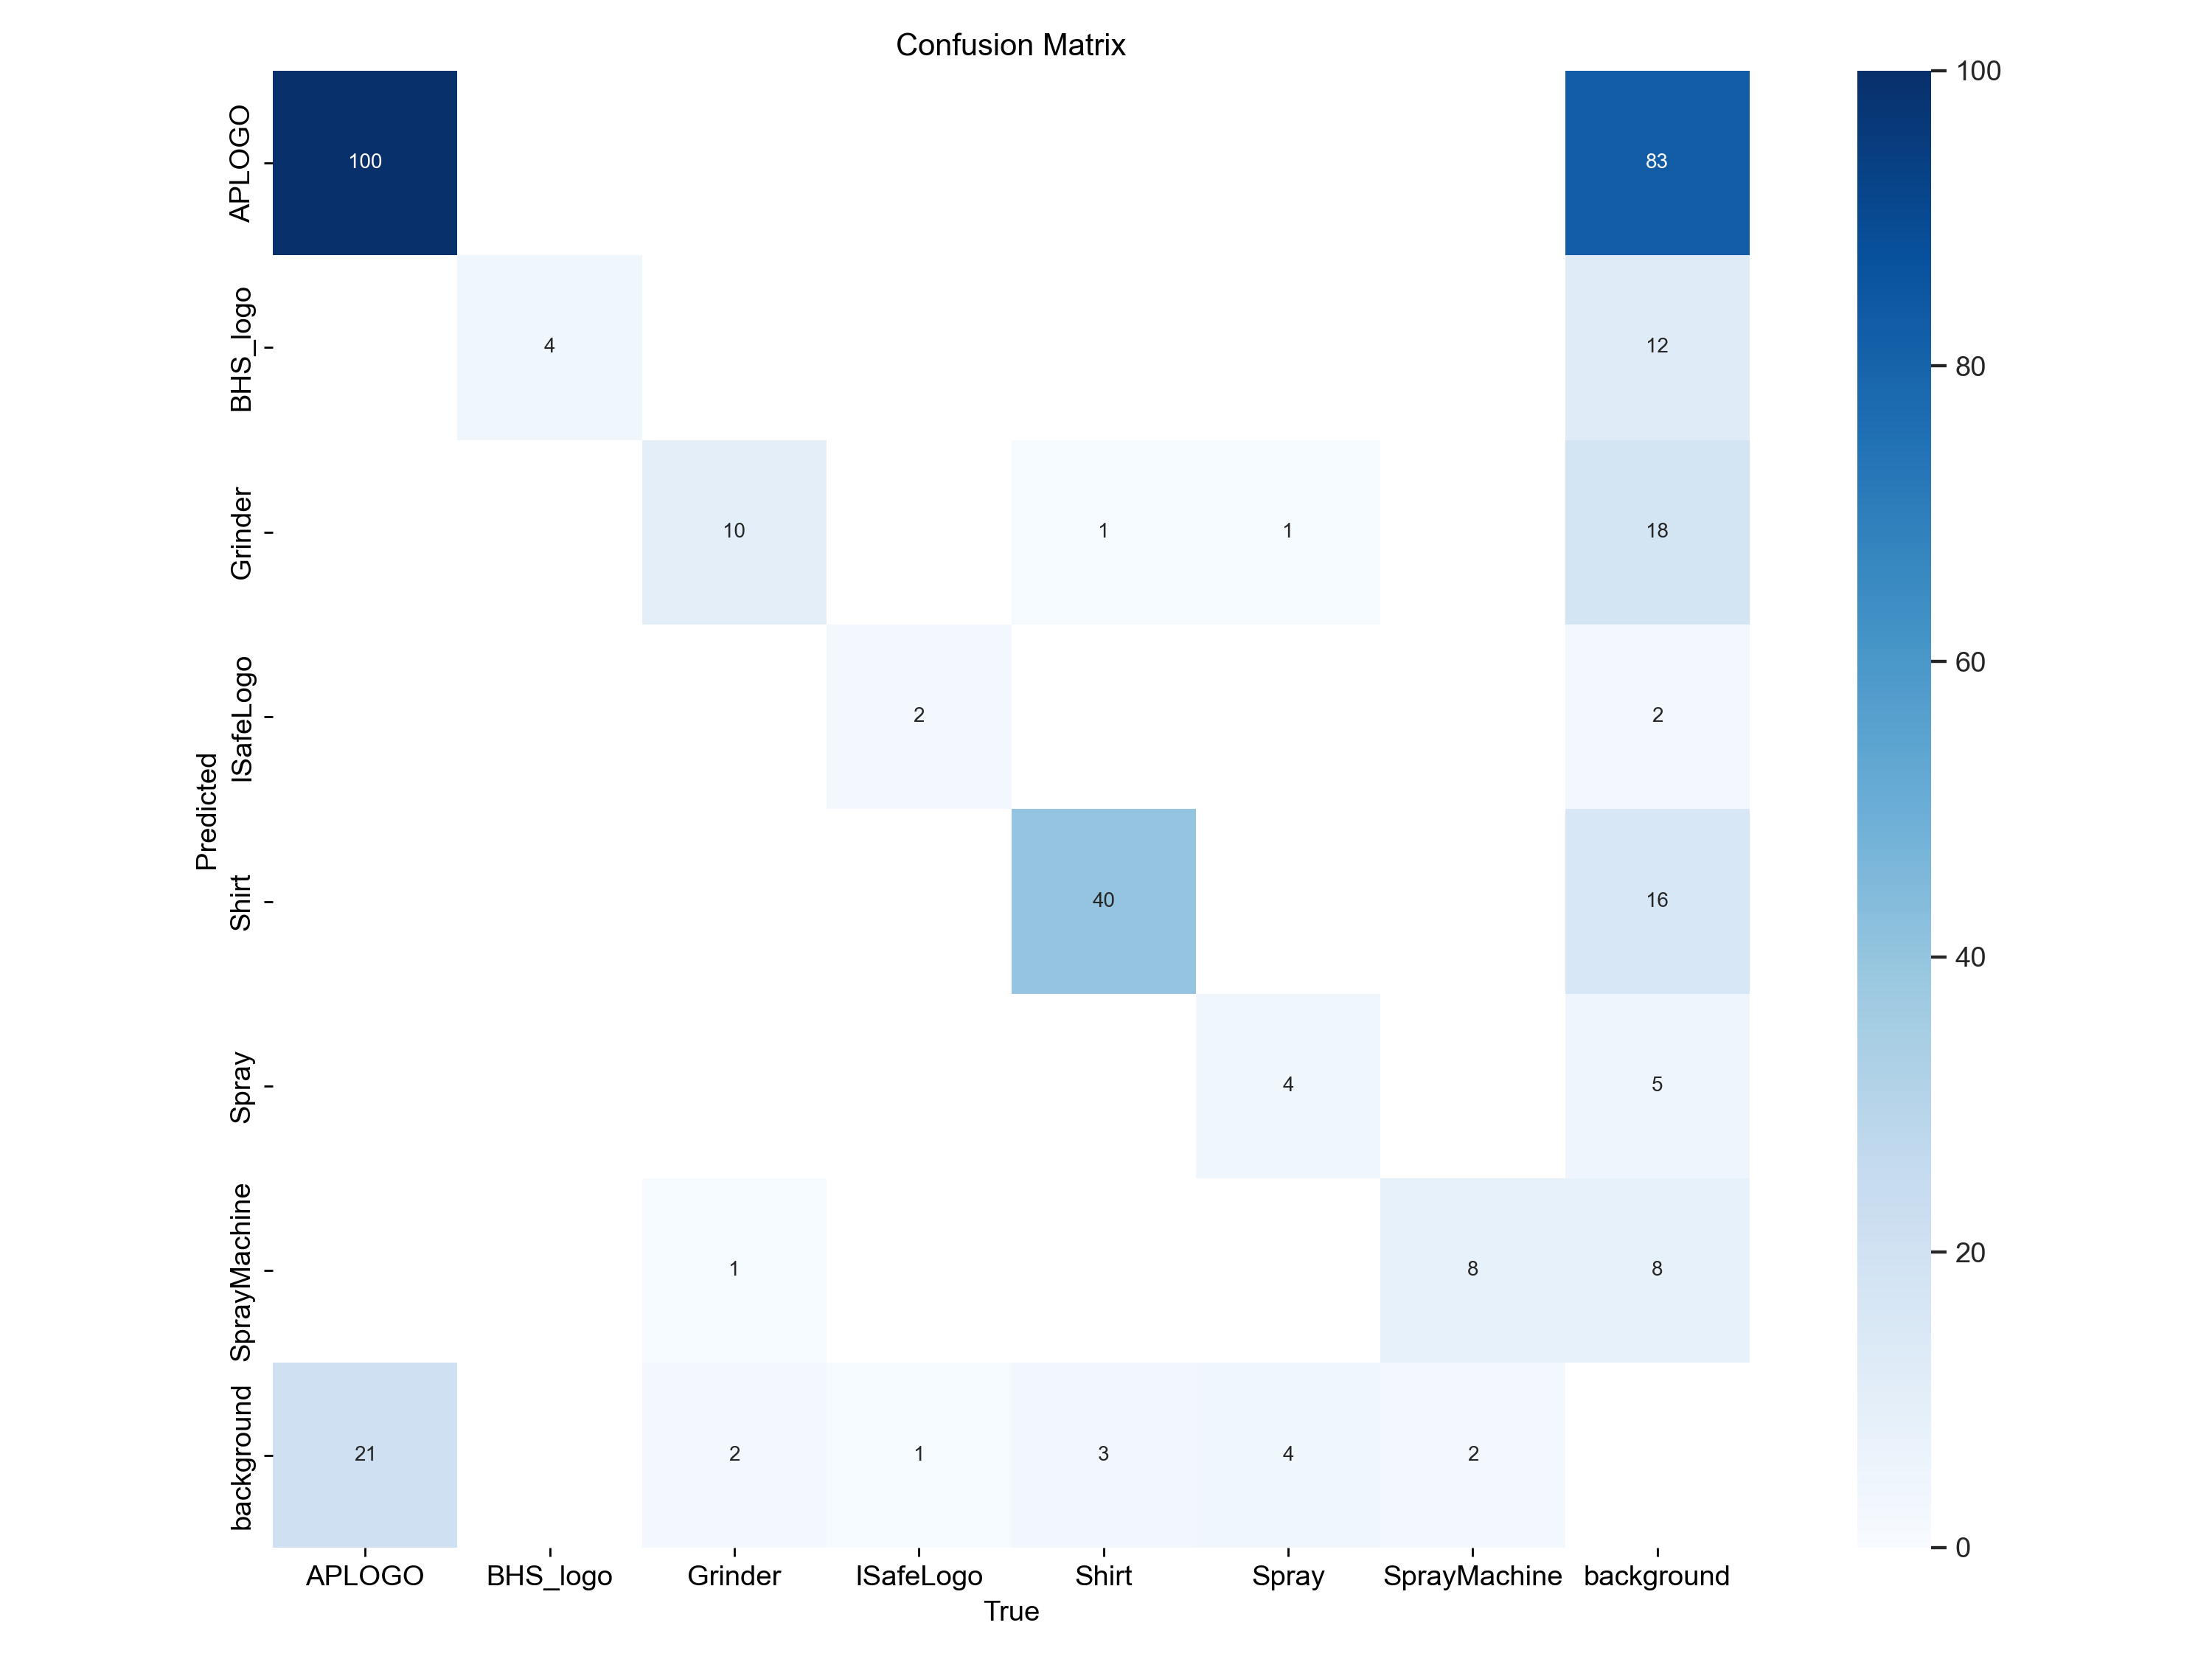 Confusion Matrix
APLOGO
100
83
100
BHS_logo
4
12
80
Grinder
10
1
1
18
60
ISafeLogo
2
2
Predicted
Shirt
40
16
40
Spray
4
5
SprayMachine
1
8
8
20
background
21
2
1
3
4
2
0
APLOGO BHS_logo Grinder ISafeLogo Shirt Spray SprayMachine background
True